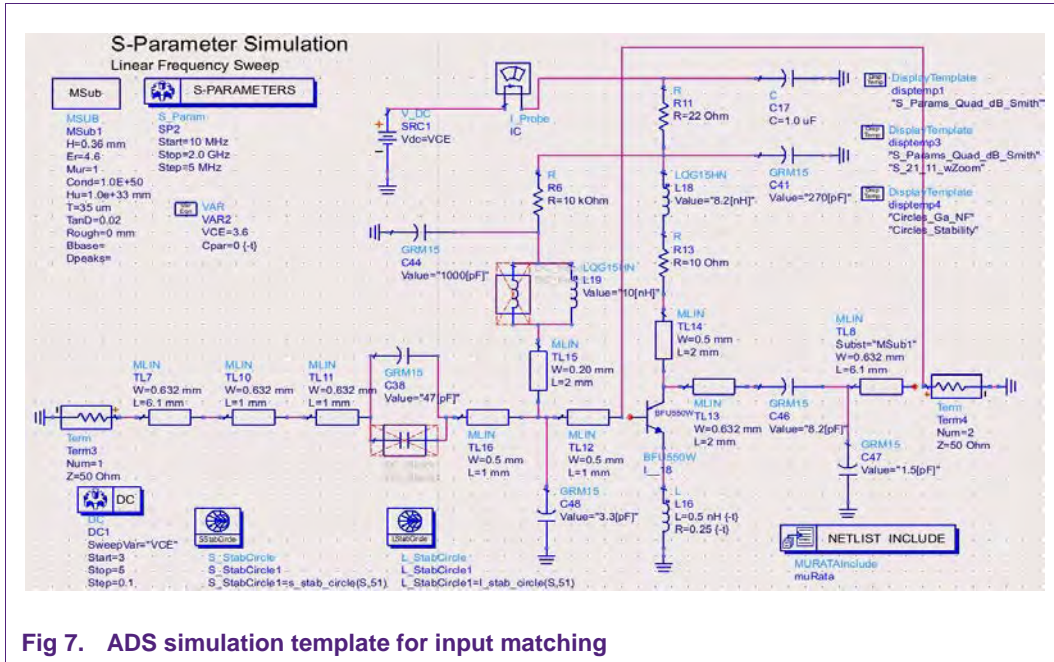 S-Parameter Simulation
Linear Frequency Sweep
MSub
MSUB
MSub1
H=0.36 mm
Er=4.6
Mur=1
Cond=1.0E+50
Hu=1.0e+33 mm
T=35 um
TanD=0.02
Rough=0 mm
Bbase=
Dpeaks=
S-PARAMETERS
S_Param
SP2
Start=10 MHz
Stop=2.0 GHz
Step=5 MHz
Var
Eqn
VAR
VAR2
VCE=3.6
Cpar=0 {-t}
V_DC
SRC1
Vdc=VCE
I_Probe
IC
R
R11
R=22 Ohm
C
C17
C=1.0 uF
Disp
Temp
DisplayTemplate
disptemp1
"S_Params_Quad_dB_Smith"
Disp
Temp
DisplayTemplate
disptemp3
"S_Params_Quad_dB_Smith"
"S_21_11_wZoom"
Disp
Temp
DisplayTemplate
disptemp4
"Circles_Ga_NF"
"Circles_Stability"
R
R6
R=10 kOhm
LQG15HN
L18
Value="8.2[nH]"
GRM15
C41
Value="270[pF]"
GRM15
C44
Value="1000[pF]"
LQG15HN
L19
Value="10[nH]"
R
R13
R=10 Ohm
MLIN
TL14
W=0.5 mm
L=2 mm
MLIN
TL8
Subst="MSub1"
W=0.632 mm
L=6.1 mm
MLIN
TL15
W=0.20 mm
L=2 mm
MLIN
TL7
W=0.632 mm
L=6.1 mm
MLIN
TL10
W=0.632 mm
L=1 mm
MLIN
TL11
W=0.632 mm
L=1 mm
GRM15
C38
Value="47[pF]"
MLIN
TL16
W=0.5 mm
L=1 mm
MLIN
TL12
W=0.5 mm
L=1 mm
BFU550W
BFU550W
I__18
MLIN
TL13
W=0.632 mm
L=2 mm
GRM15
C46
Value="8.2[pF]"
Term
Term4
Num=2
Z=50 Ohm
Term
Term3
Num=1
Z=50 Ohm
GRM15
C48
Value="3.3[pF]"
L
L16
L=0.5 nH {-t}
R=0.25 {-t}
GRM15
C47
Value="1.5[pF]"
DC
DC
DC1
SweepVar="VCE"
Start=3
Stop=5
Step=0.1
SStabCircle
S_StabCircle
S_StabCircle1
S_StabCircle1=s_stab_circle(S,51)
LStabCircle
L_StabCircle
L_StabCircle1
L_StabCircle1=l_stab_circle(S,51)
NETLIST INCLUDE
MURATAInclude
muRata
Fig 7. ADS simulation template for input matching